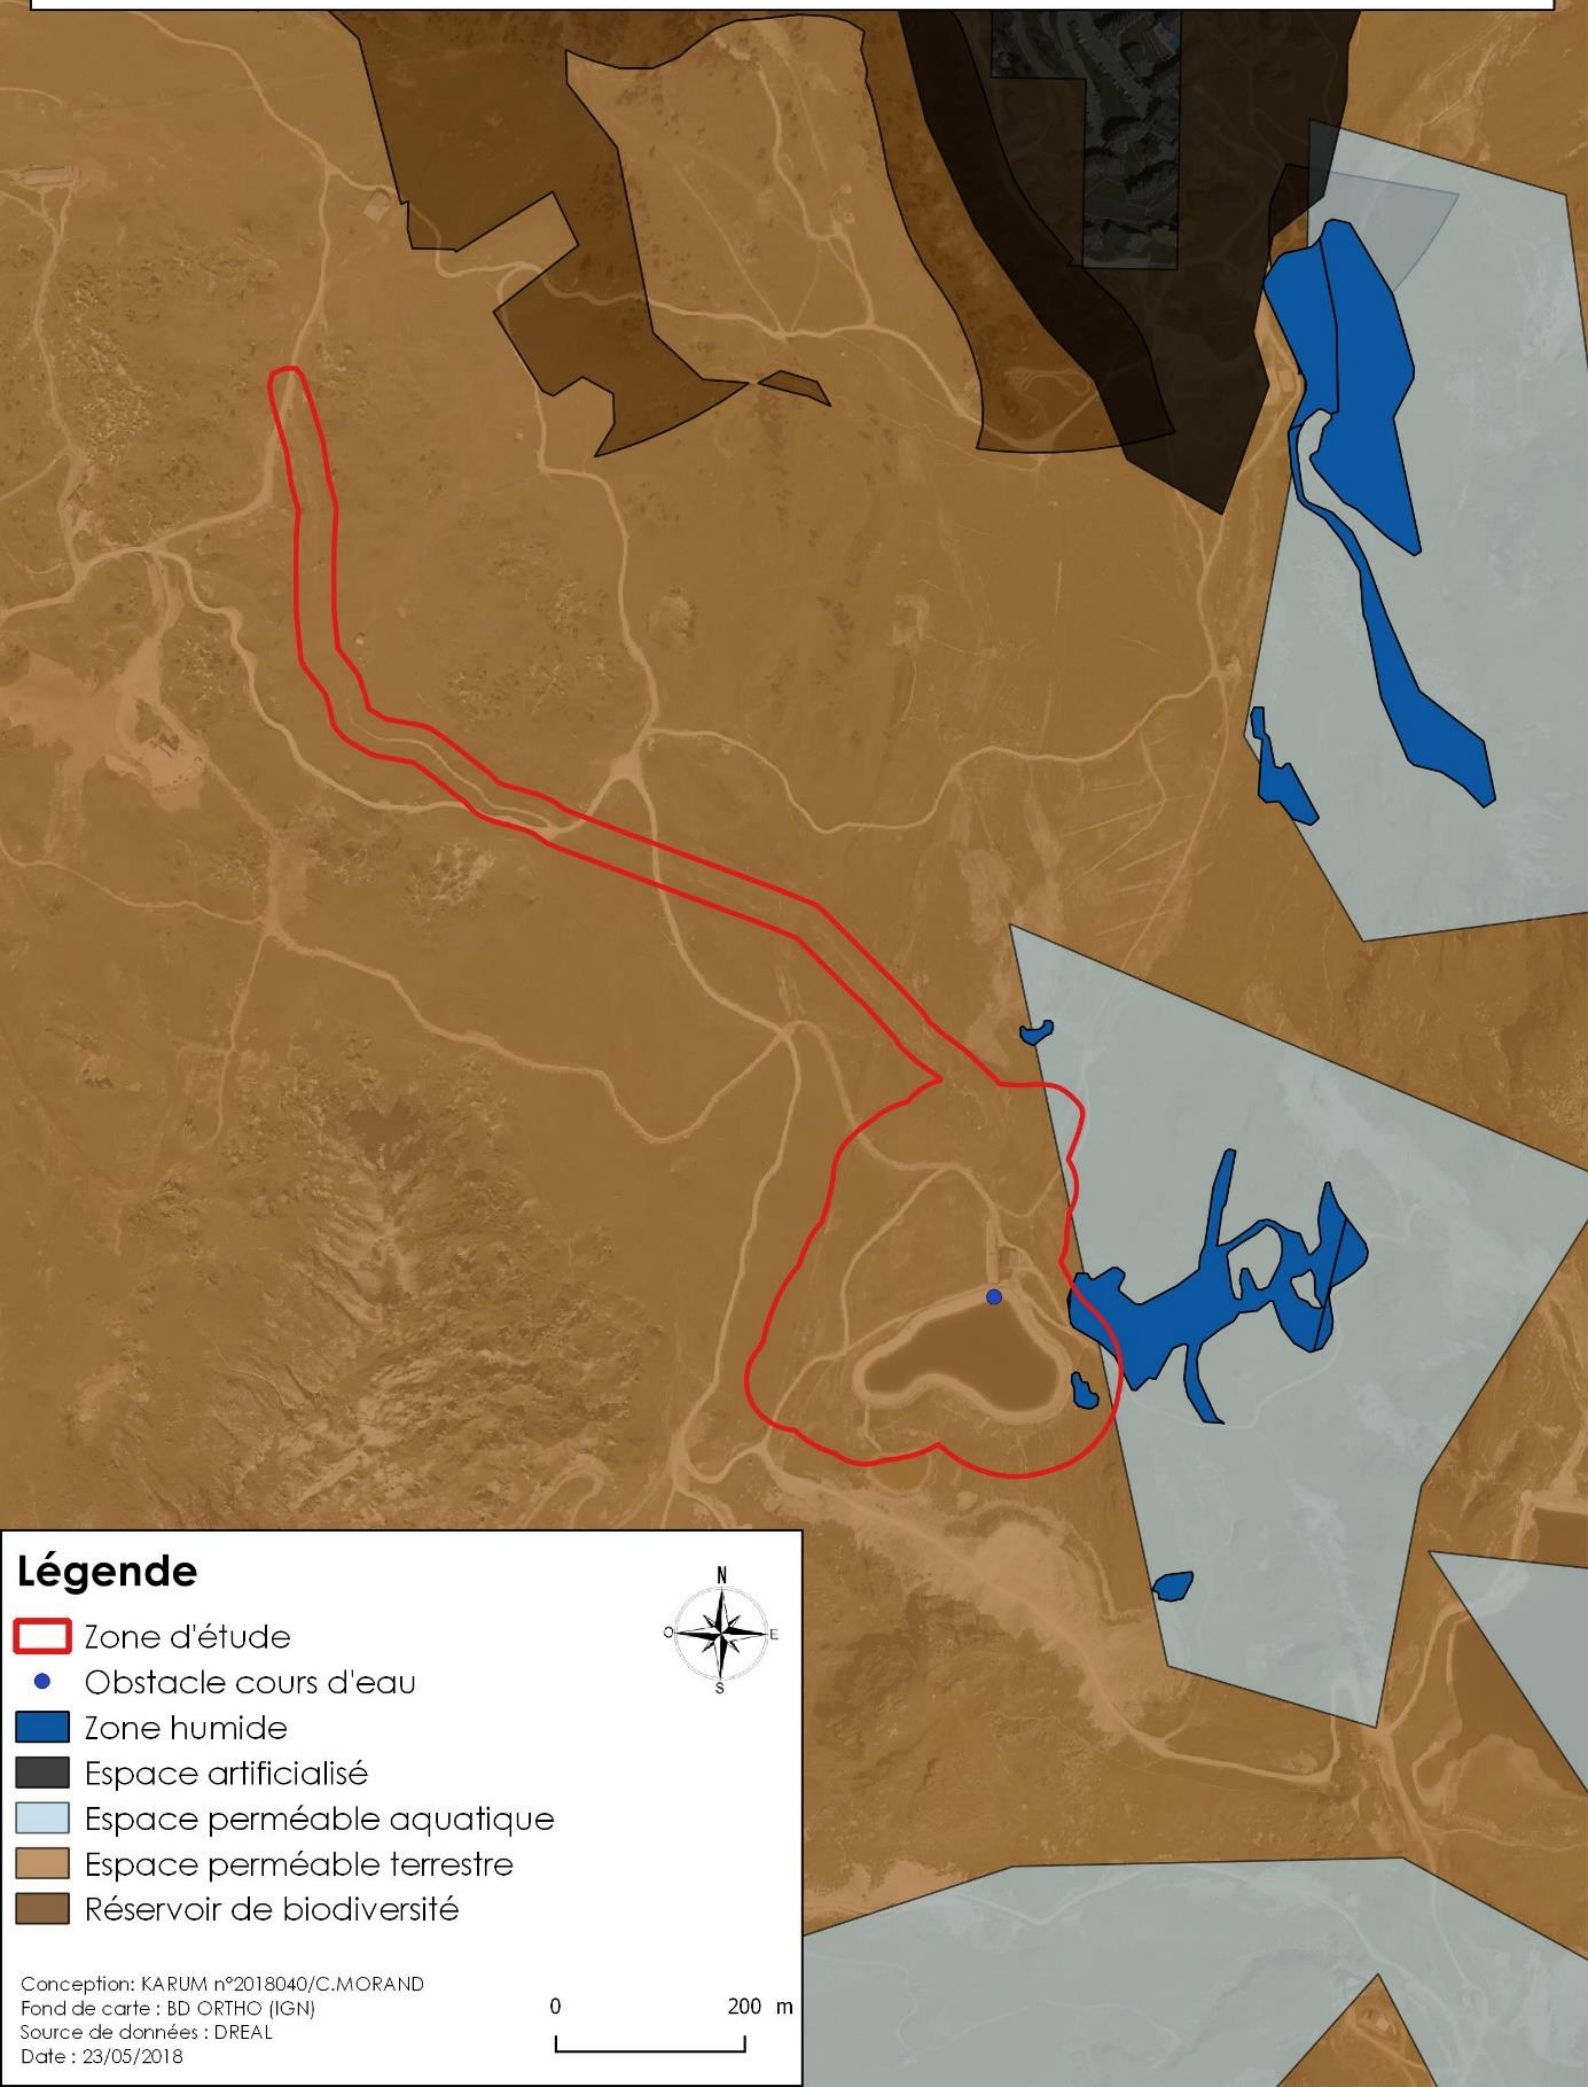 Légende
N
O
E
S
Zone d'étude
Obstacle cours d'eau
Zone humide
Espace artificialisé
Espace perméable aquatique
Espace perméable terrestre
Réservoir de biodiversité
Conception: KARUM n°2018040/C.MORAND
Fond de carte : BD ORTHO (IGN)
Source de données : DREAL
Date : 23/05/2018
0 200 m